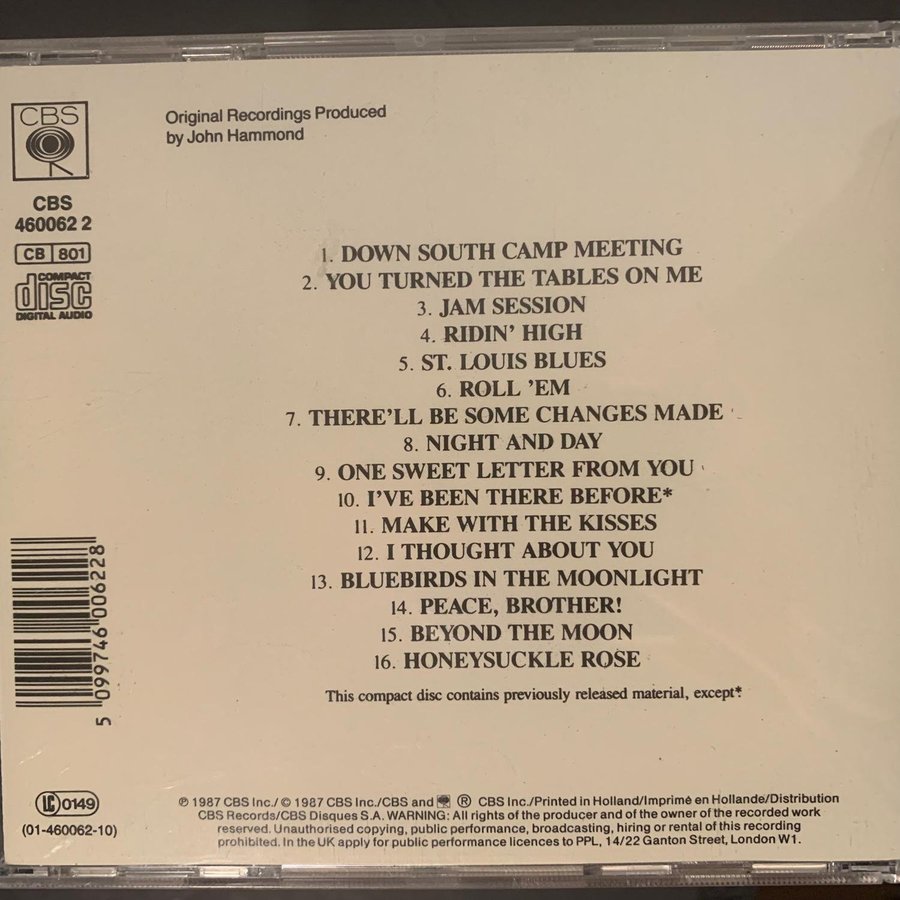 CBS
Original Recordings Produced
by John Hammond
CBS
460062 2
CB 801
COMPACT
disc
DIGITAL AUDIO
1. DOWN SOUTH CAMP MEETING
2. YOU TURNED THE TABLES ON ME
3. JAM SESSION
4. RIDIN' HIGH
5. ST. LOUIS BLUES
6. ROLL 'EM
7. THERE'LL BE SOME CHANGES MADE
8. NIGHT AND DAY
9. ONE SWEET LETTER FROM YOU
10. I'VE BEEN THERE BEFORE*
11. MAKE WITH THE KISSES
12. I THOUGHT ABOUT YOU
13. BLUEBIRDS IN THE MOONLIGHT
14. PEACE, BROTHER!
15. BEYOND THE MOON
16. HONEYSUCKLE ROSE
This compact disc contains previously released material, except*
5 099746 006228
LC 0149
(01-460062-10)
℗ 1987 CBS Inc./© 1987 CBS Inc./CBS and ® CBS Inc./Printed in Holland/Imprimé en Hollande/Distribution
CBS Records/CBS Disques S.A. WARNING: All rights of the producer and of the owner of the recorded work
reserved. Unauthorised copying, public performance, broadcasting, hiring or rental of this recording
prohibited. In the UK apply for public performance licences to PPL, 14/22 Ganton Street, London W1.